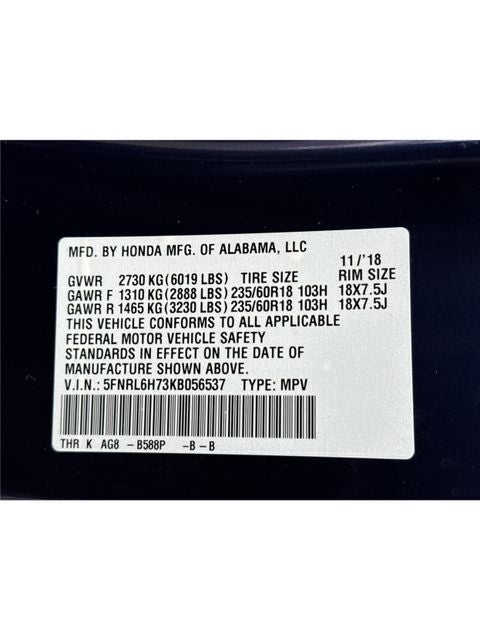 MFD. BY HONDA MFG. OF ALABAMA, LLC
11/'18
GVWR 2730 KG(6019 LBS) TIRE SIZE RIM SIZE
GAWR F 1310 KG(2888 LBS) 235/60R18 103H 18X7.5J
GAWR R 1465 KG(3230 LBS) 235/60R18 103H 18X7.5J
THIS VEHICLE CONFORMS TO ALL APPLICABLE
FEDERAL MOTOR VEHICLE SAFETY
STANDARDS IN EFFECT ON THE DATE OF
MANUFACTURE SHOWN ABOVE.
V.I.N.: 5FNRL6H73KB056537 TYPE: MPV
THR K AG8 -B588P -B-B